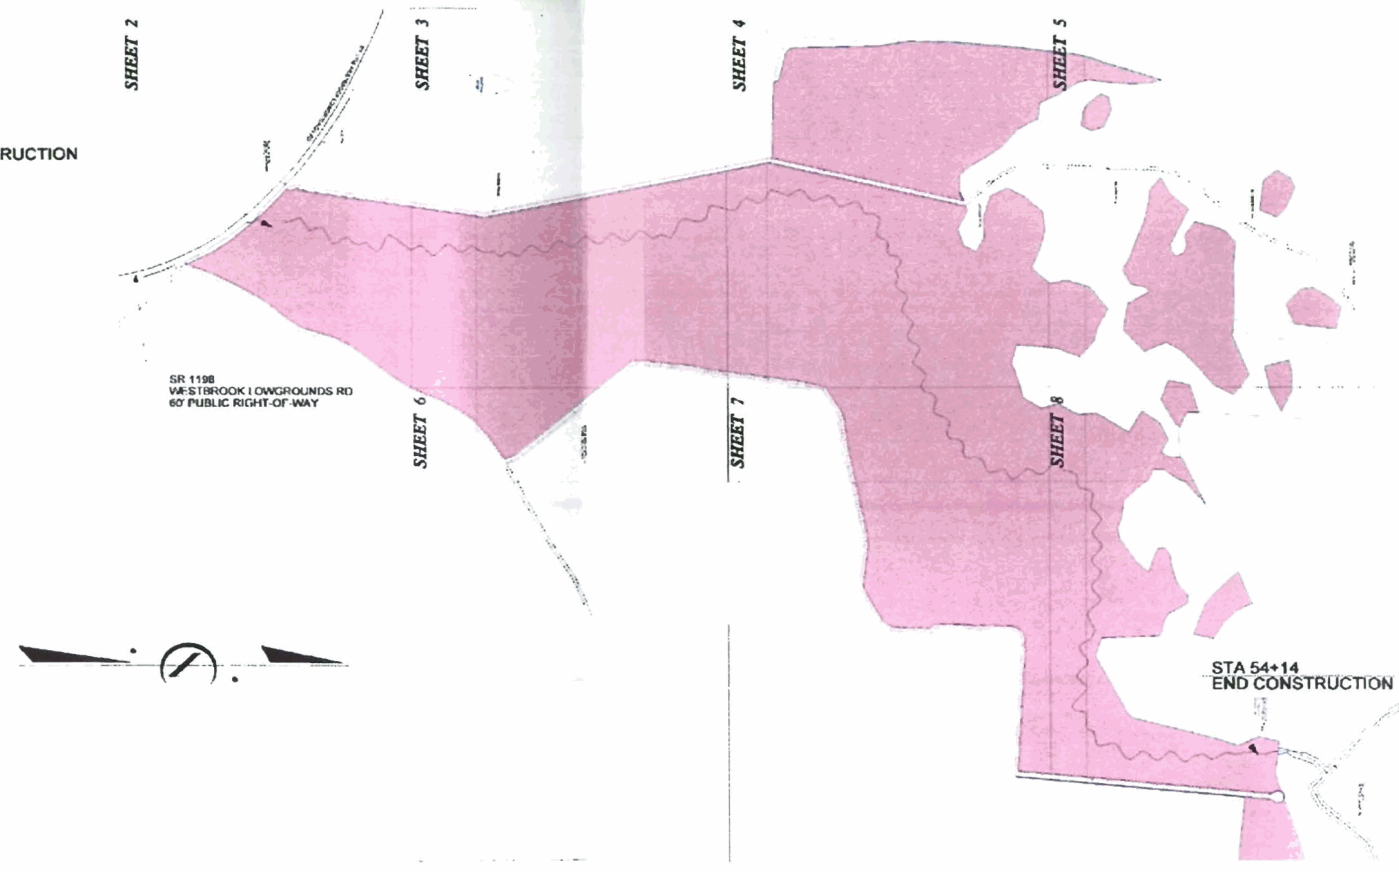 SHEET 2
SHEET 3
SHEET 4
SHEET 5
RUCTION
SR 1198
WESTBROOK LOWGROUNDS RD
60' PUBLIC RIGHT-OF-WAY
SHEET 6
SHEET 7
SHEET 8
STA 54+14
END CONSTRUCTION